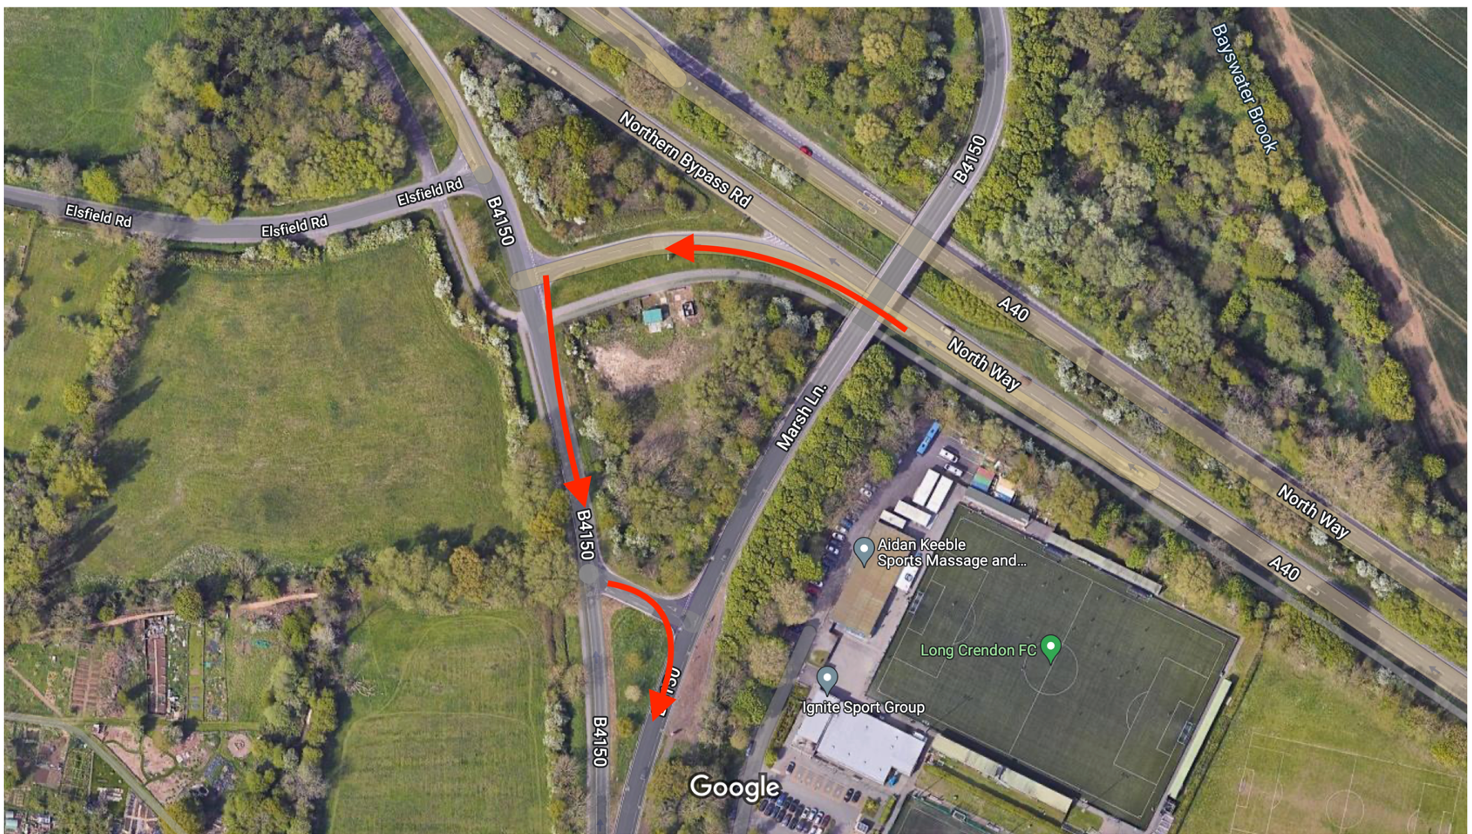 Bayswater Brook
Northern Bypass Rd
B4150
Elsfield Rd
Elsfield Rd
Elsfield Rd
B4150
A40
North Way
Marsh Ln.
North Way
B4150
Aidan Keeble
Sports Massage and...
A40
Long Crendon FC
Ignite Sport Group
B4150
Google